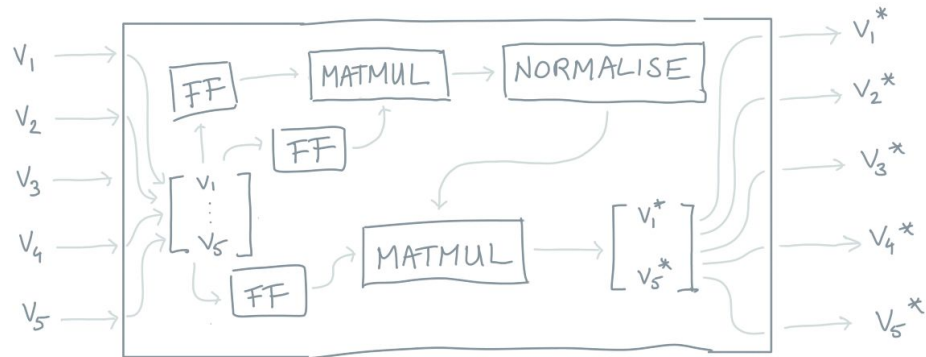 V₁
V₂
V₃
V₄
V₅
FF
MATMUL
NORMALISE
FF
V₁
⋮
V₅
FF
MATMUL
V₁*
V₅*
V₁*
V₂*
V₃*
V₄*
V₅*